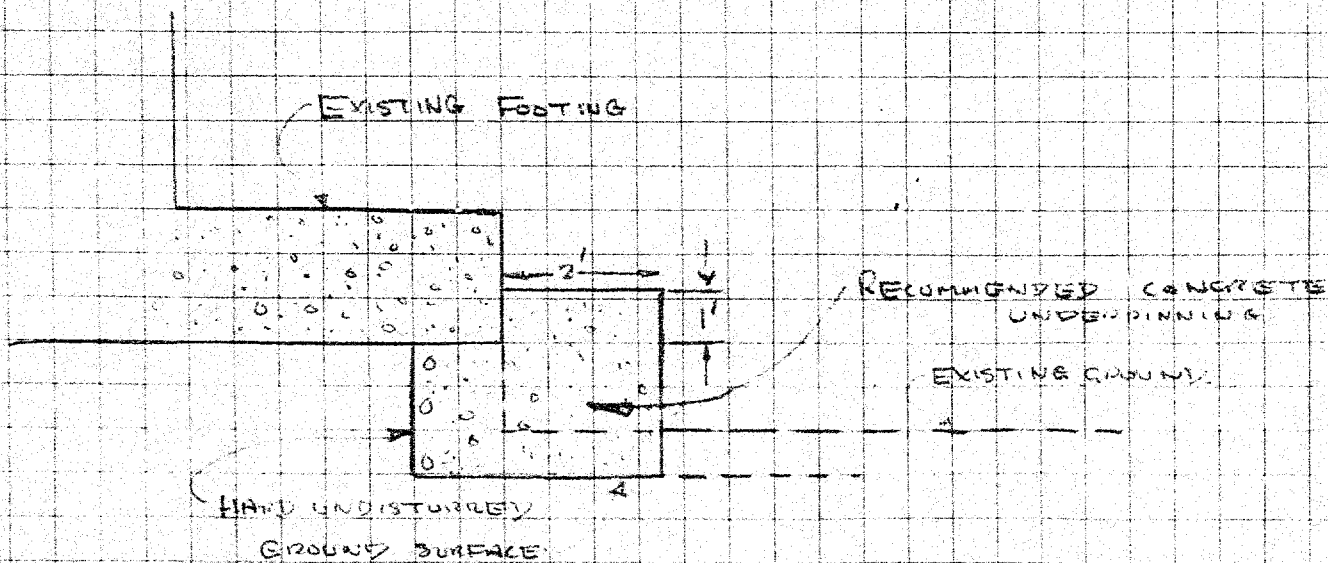 EXISTING FOOTING
2'
1'
RECOMMENDED CONCRETE
UNDERPINNING
EXISTING GROUND
HARD UNDISTURBED
GROUND SURFACE